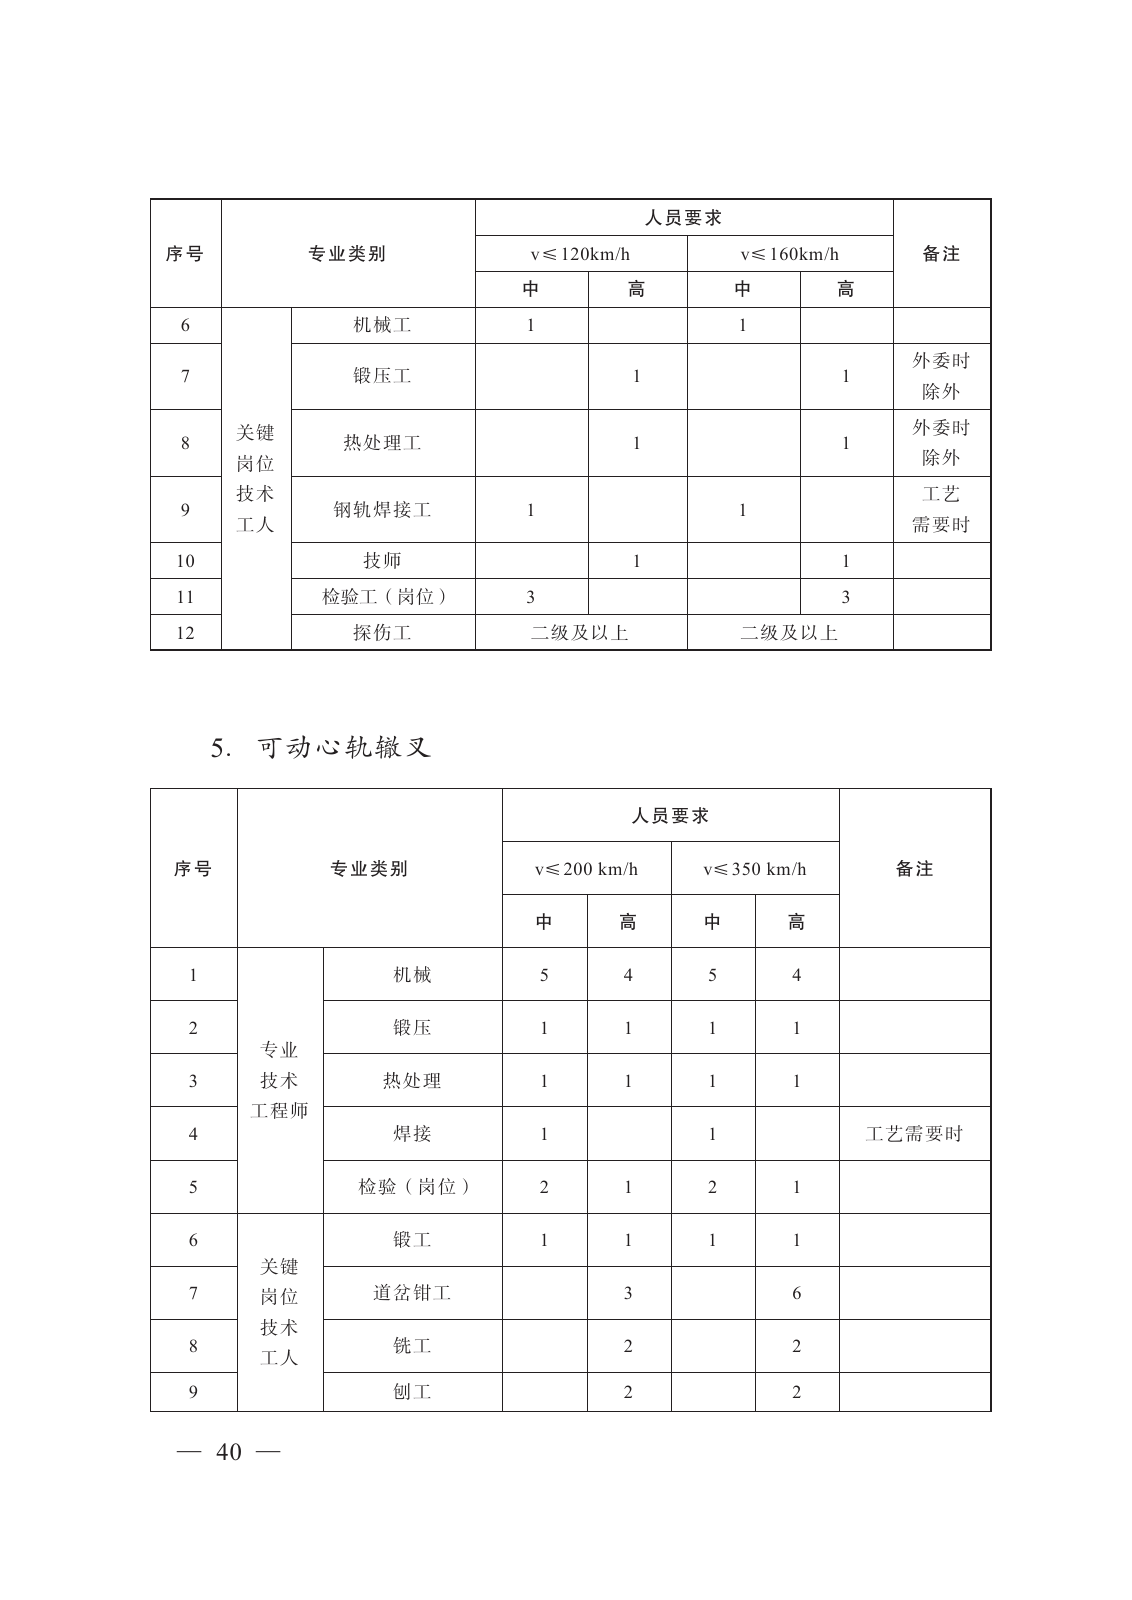 序号 专业类别 人员要求 备注
v≤120km/h v≤160km/h
中 高 中 高
6 关键岗位技术工人 机械工 1 1
7 锻压工 1 1 外委时除外
8 热处理工 1 1 外委时除外
9 钢轨焊接工 1 1 工艺需要时
10 技师 1 1
11 检验工（岗位） 3 3
12 探伤工 二级及以上 二级及以上
5. 可动心轨辙叉
序号 专业类别 人员要求 备注
v≤200 km/h v≤350 km/h
中 高 中 高
1 专业技术工程师 机械 5 4 5 4
2 锻压 1 1 1 1
3 热处理 1 1 1 1
4 焊接 1 1 工艺需要时
5 检验（岗位） 2 1 2 1
6 关键岗位技术工人 锻工 1 1 1 1
7 道岔钳工 3 6
8 铣工 2 2
9 刨工 2 2
— 40 —